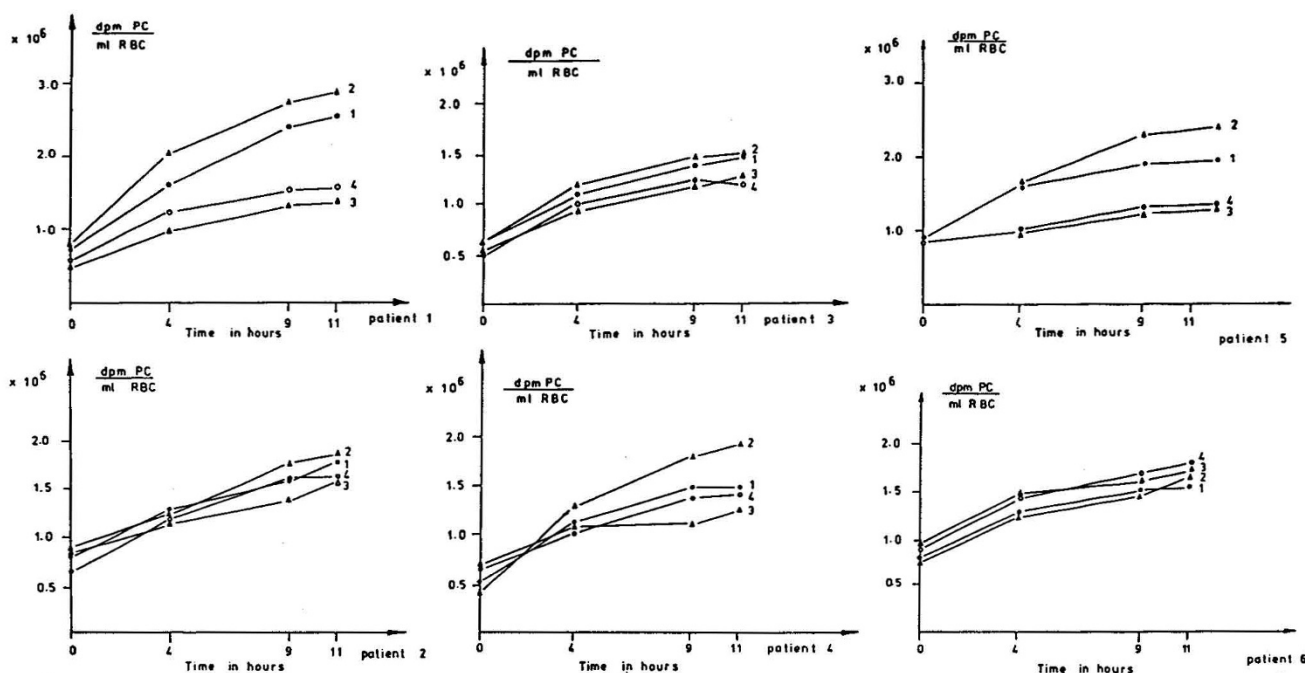 dpm PC
x 10⁶
ml RBC
3.0
2.0
1.0
2
1
4
3
0 4 9 11
Time in hours
patient 1
dpm PC
x 10⁶
ml RBC
2.0
1.5
1.0
0.5
2
1
3
4
0 4 9 11
Time in hours
patient 3
dpm PC
x 10⁶
ml RBC
3.0
2.0
1.0
2
1
4
3
0 4 9 11
Time in hours
patient 5
dpm PC
x 10⁶
ml RBC
2.0
1.5
1.0
0.5
2
1
4
3
0 4 9 11
Time in hours
patient 2
dpm PC
x 10⁶
ml RBC
2.0
1.5
1.0
0.5
2
1
4
3
0 4 9 11
Time in hours
patient 4
dpm PC
x 10⁶
ml RBC
2.0
1.5
1.0
0.5
4
3
2
1
0 4 9 11
Time in hours
patient 6